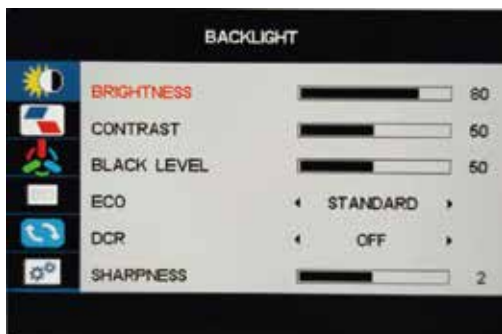 BACKLIGHT
BRIGHTNESS 80
CONTRAST 50
BLACK LEVEL 50
ECO STANDARD
DCR OFF
SHARPNESS 2